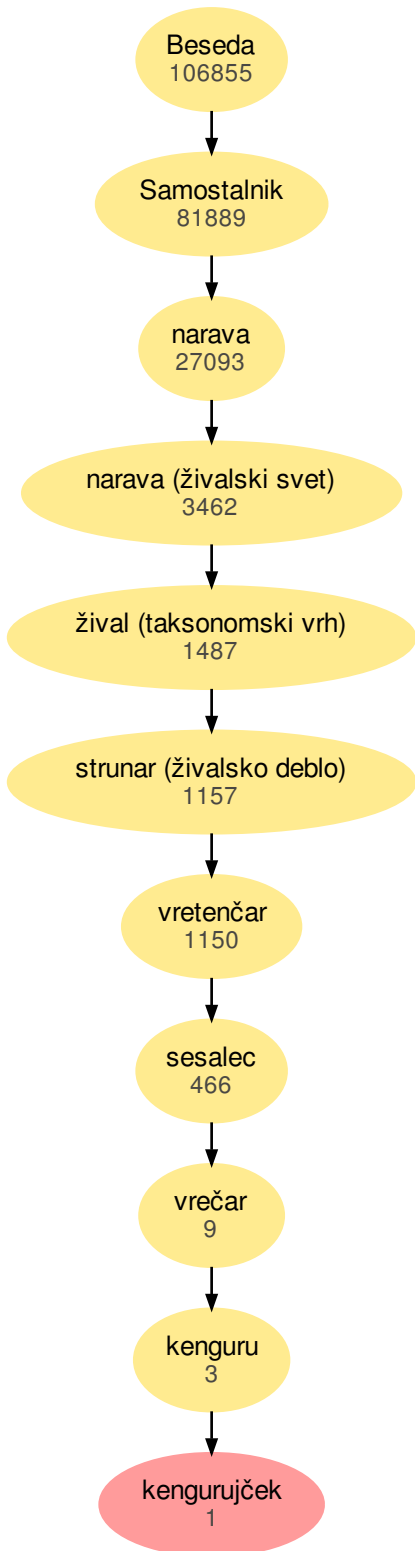 Beseda
106855
Samostalnik
81889
narava
27093
narava (živalski svet)
3462
žival (taksonomski vrh)
1487
strunar (živalsko deblo)
1157
vretenčar
1150
sesalec
466
vrečar
9
kenguru
3
kengurujček
1